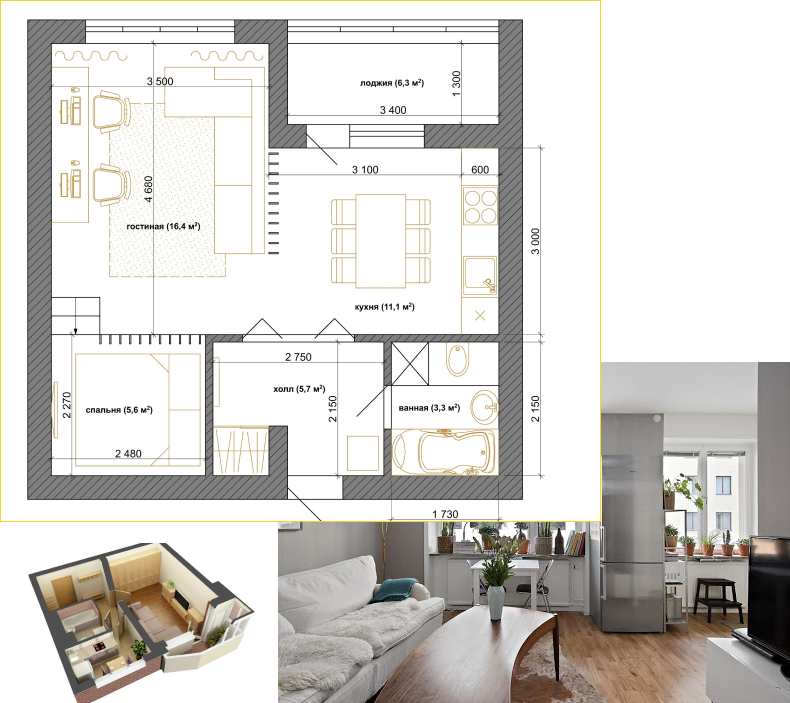 3 500
лоджия (6,3 м²)
1 300
3 400
3 100
600
4 680
гостиная (16,4 м²)
3 000
кухня (11,1 м²)
2 750
холл (5,7 м²)
2 270
спальня (5,6 м²)
2 150
ванная (3,3 м²)
2 150
2 480
1 730